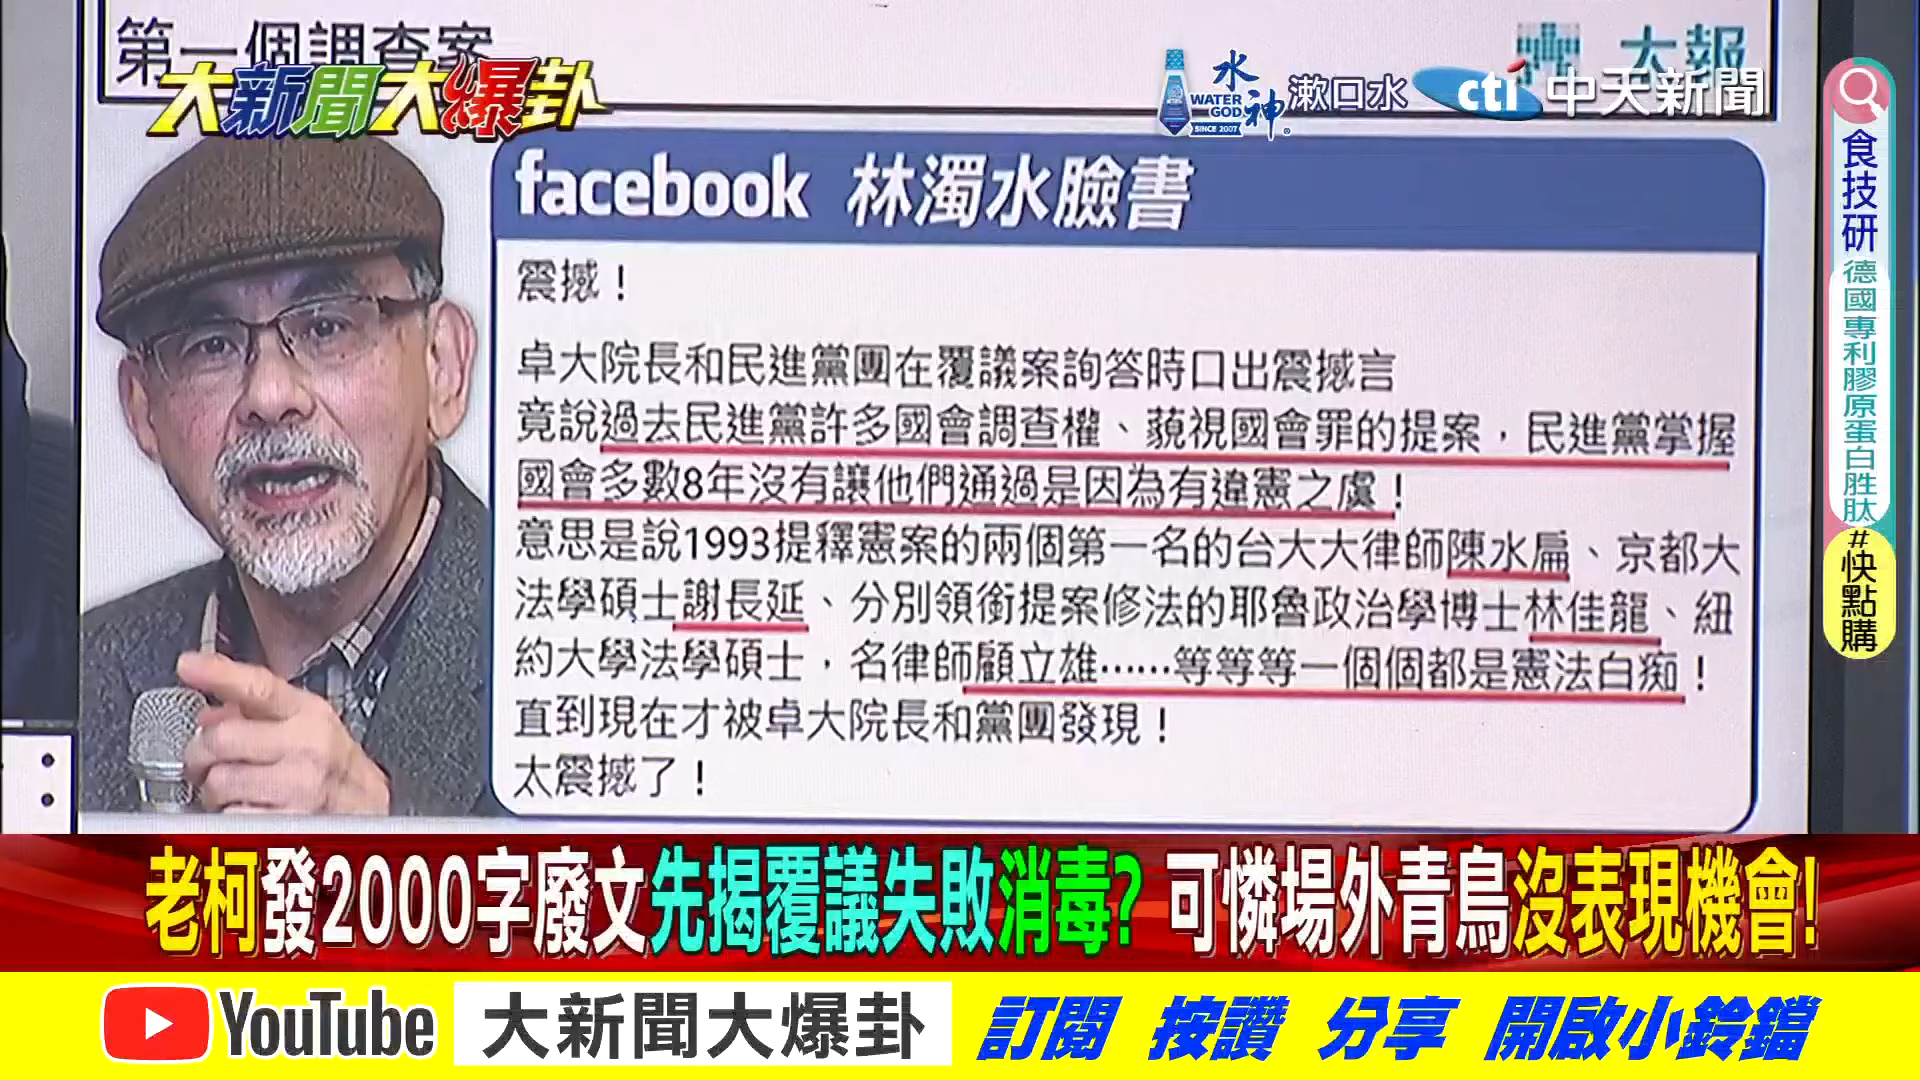 第一個調查案
大新聞大爆卦
水神
WATER GOD
SINCE 2007
漱口水
大報
cti 中天新聞
食技研
德國專利膠原蛋白胜肽
#快點購
facebook 林濁水臉書
震撼！
卓大院長和民進黨團在覆議案詢答時口出震撼言
竟說過去民進黨許多國會調查權、藐視國會罪的提案，民進黨掌握
國會多數8年沒有讓他們通過是因為有違憲之虞！
意思是說1993提釋憲案的兩個第一名的台大大律師陳水扁、京都大
法學碩士謝長延、分別領銜提案修法的耶魯政治學博士林佳龍、紐
約大學法學碩士，名律師顧立雄……等等等一個個都是憲法白痴！
直到現在才被卓大院長和黨團發現！
太震撼了！
老柯發2000字廢文先揭覆議失敗消毒? 可憐場外青鳥沒表現機會!
YouTube 大新聞大爆卦 訂閱 按讚 分享 開啟小鈴鐺